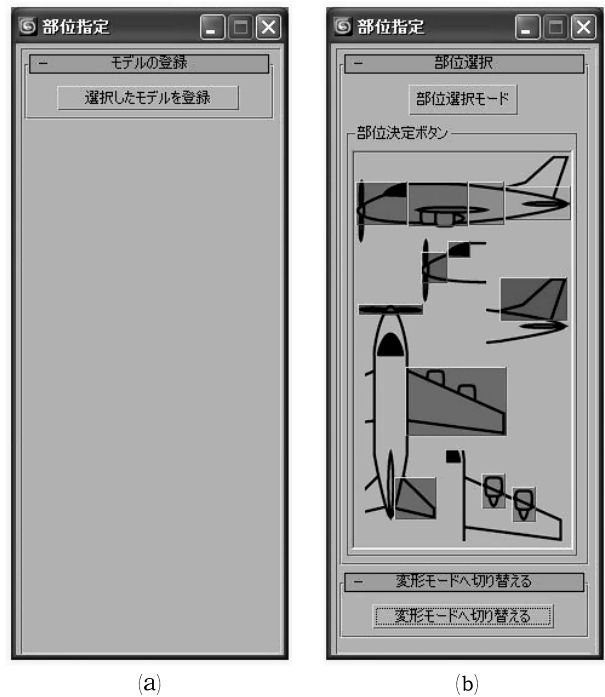 部位指定
モデルの登録
選択したモデルを登録
(a)
部位指定
部位選択
部位選択モード
部位決定ボタン
変形モードへ切り替える
変形モードへ切り替える
(b)